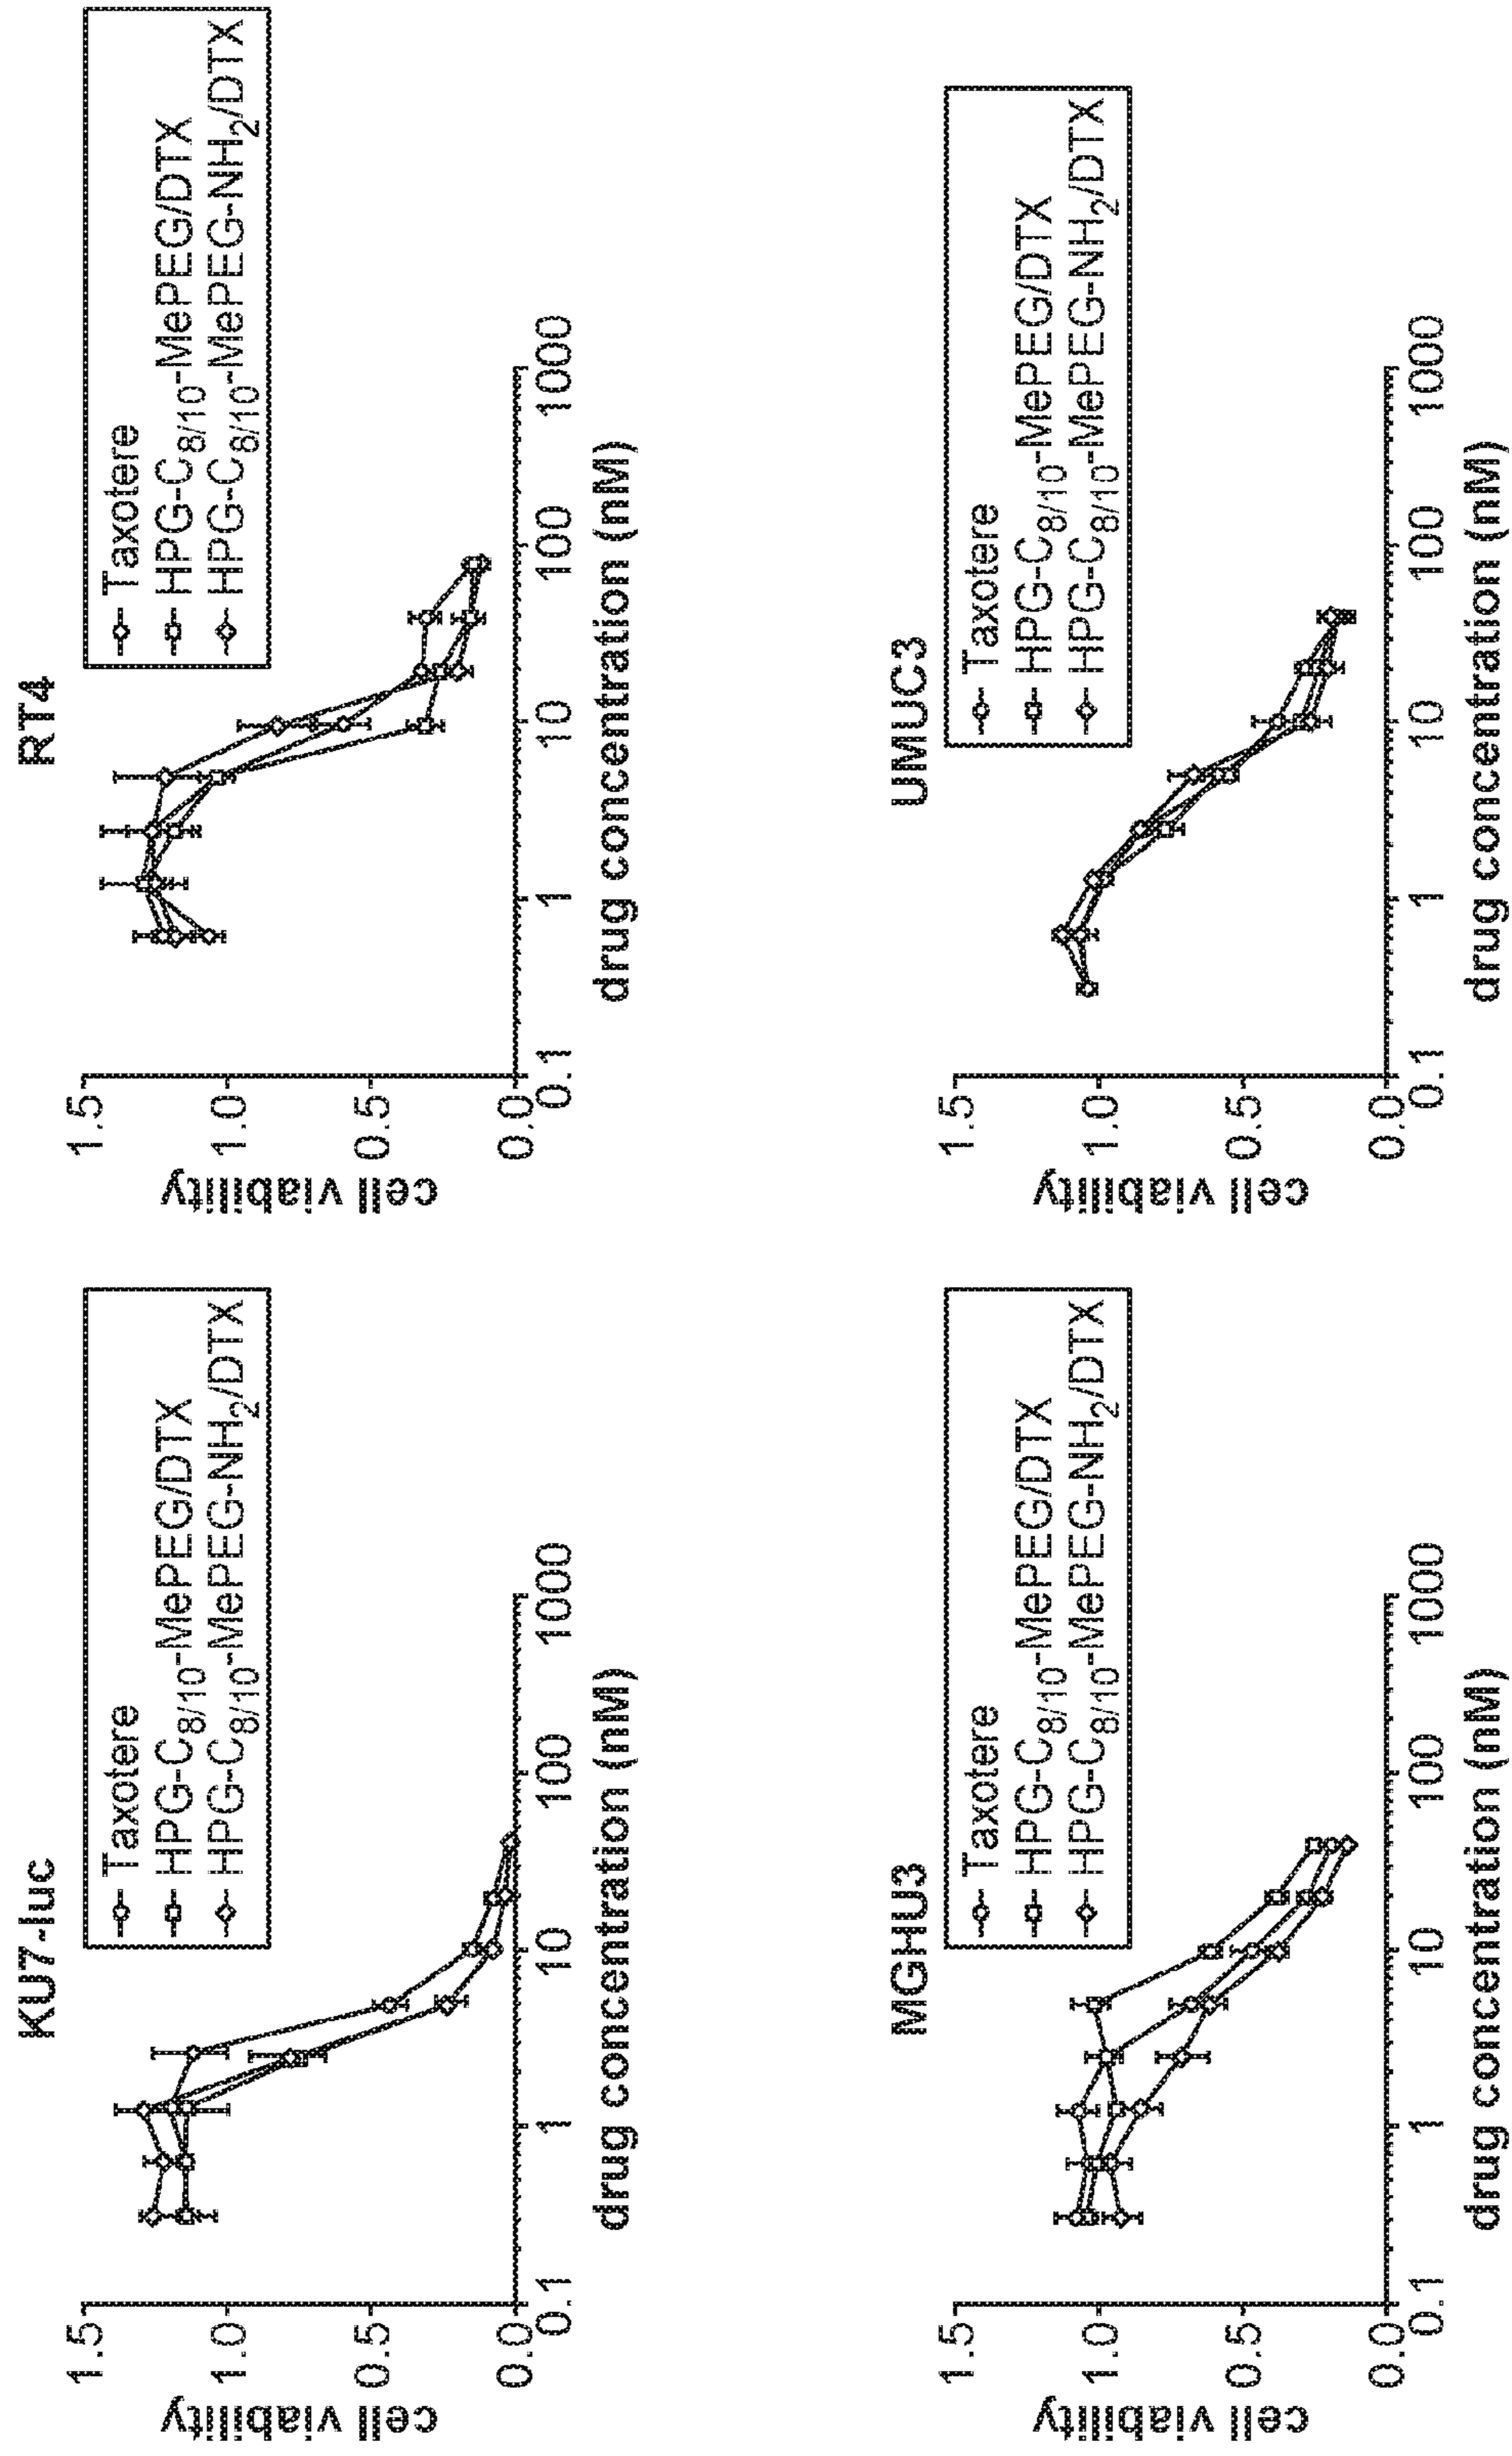 KU7-luc
cell viability
1.5
1.0
0.5
0.0
0.1
1
10
100
1000
drug concentration (nM)
Taxotere
HPG-C8/10-MePEG/DTX
HPG-C8/10-MePEG-NH2/DTX
RT4
cell viability
1.5
1.0
0.5
0.0
0.1
1
10
100
1000
drug concentration (nM)
Taxotere
HPG-C8/10-MePEG/DTX
HPG-C8/10-MePEG-NH2/DTX
MGHU3
cell viability
1.5
1.0
0.5
0.0
0.1
1
10
100
1000
drug concentration (nM)
Taxotere
HPG-C8/10-MePEG/DTX
HPG-C8/10-MePEG-NH2/DTX
UMUC3
cell viability
1.5
1.0
0.5
0.0
0.1
1
10
100
1000
drug concentration (nM)
Taxotere
HPG-C8/10-MePEG/DTX
HPG-C8/10-MePEG-NH2/DTX